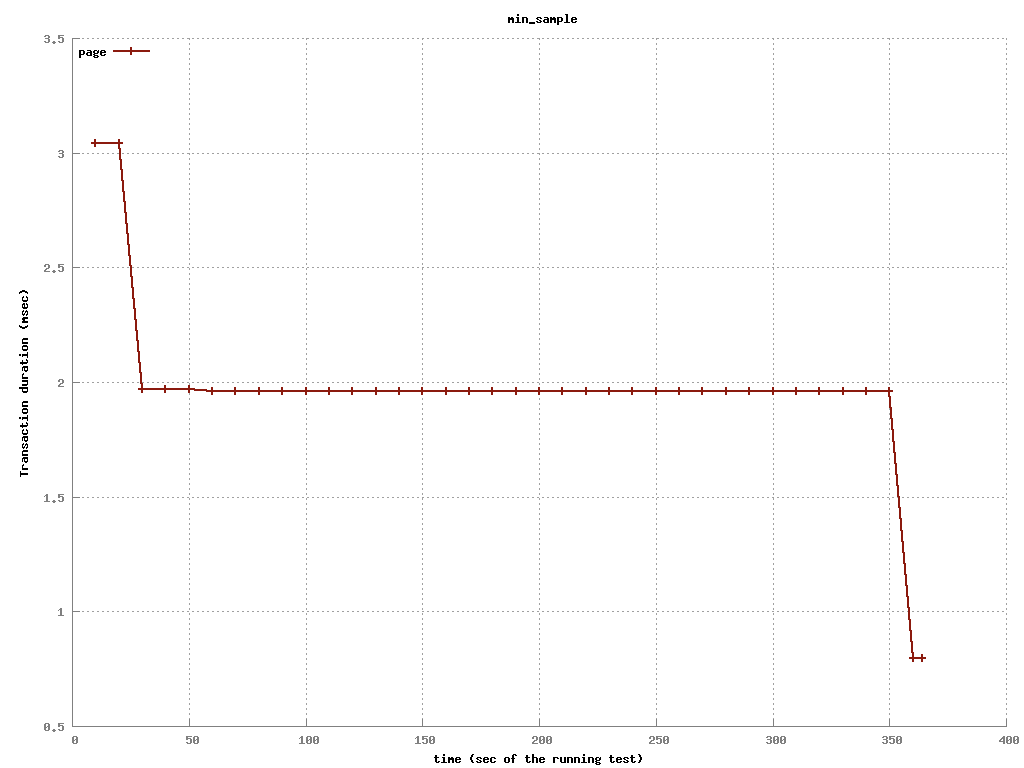 min_sample
3.5
page
3
2.5
2
1.5
1
0.5
Transaction duration (msec)
0 50 100 150 200 250 300 350 400
time (sec of the running test)